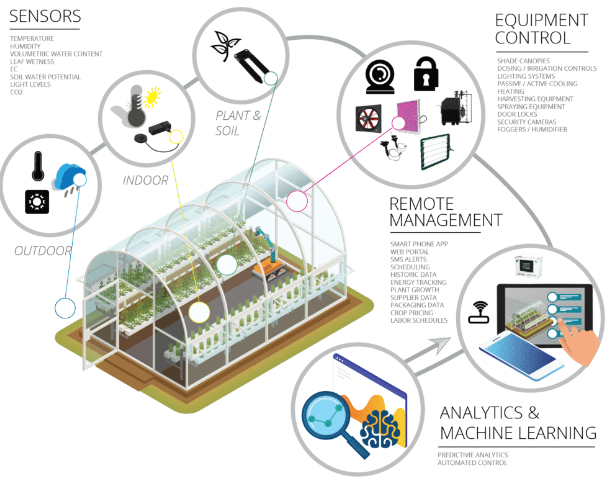 SENSORS
TEMPERATURE
HUMIDITY
VOLUMETRIC WATER CONTENT
LEAF WETNESS
EC
SOIL WATER POTENTIAL
LIGHT LEVELS
CO2
PLANT &
SOIL
INDOOR
OUTDOOR
EQUIPMENT
CONTROL
SHADE CANOPIES
DOSING / IRRIGATION CONTROLS
LIGHTING SYSTEMS
PASSIVE / ACTIVE COOLING
HEATING
HARVESTING EQUIPMENT
SPRAYING EQUIPMENT
DOOR LOCKS
SECURITY CAMERAS
FOGGERS / HUMIDIFIER
REMOTE
MANAGEMENT
SMART PHONE APP
WEB PORTAL
SMS ALERTS
SCHEDULING
HISTORIC DATA
ENERGY TRACKING
PLANT GROWTH
SUPPLIER DATA
PACKAGING DATA
CROP PRICING
LABOR SCHEDULES
ANALYTICS &
MACHINE LEARNING
PREDICTIVIE ANALYTICS
AUTOMATED CONTROL